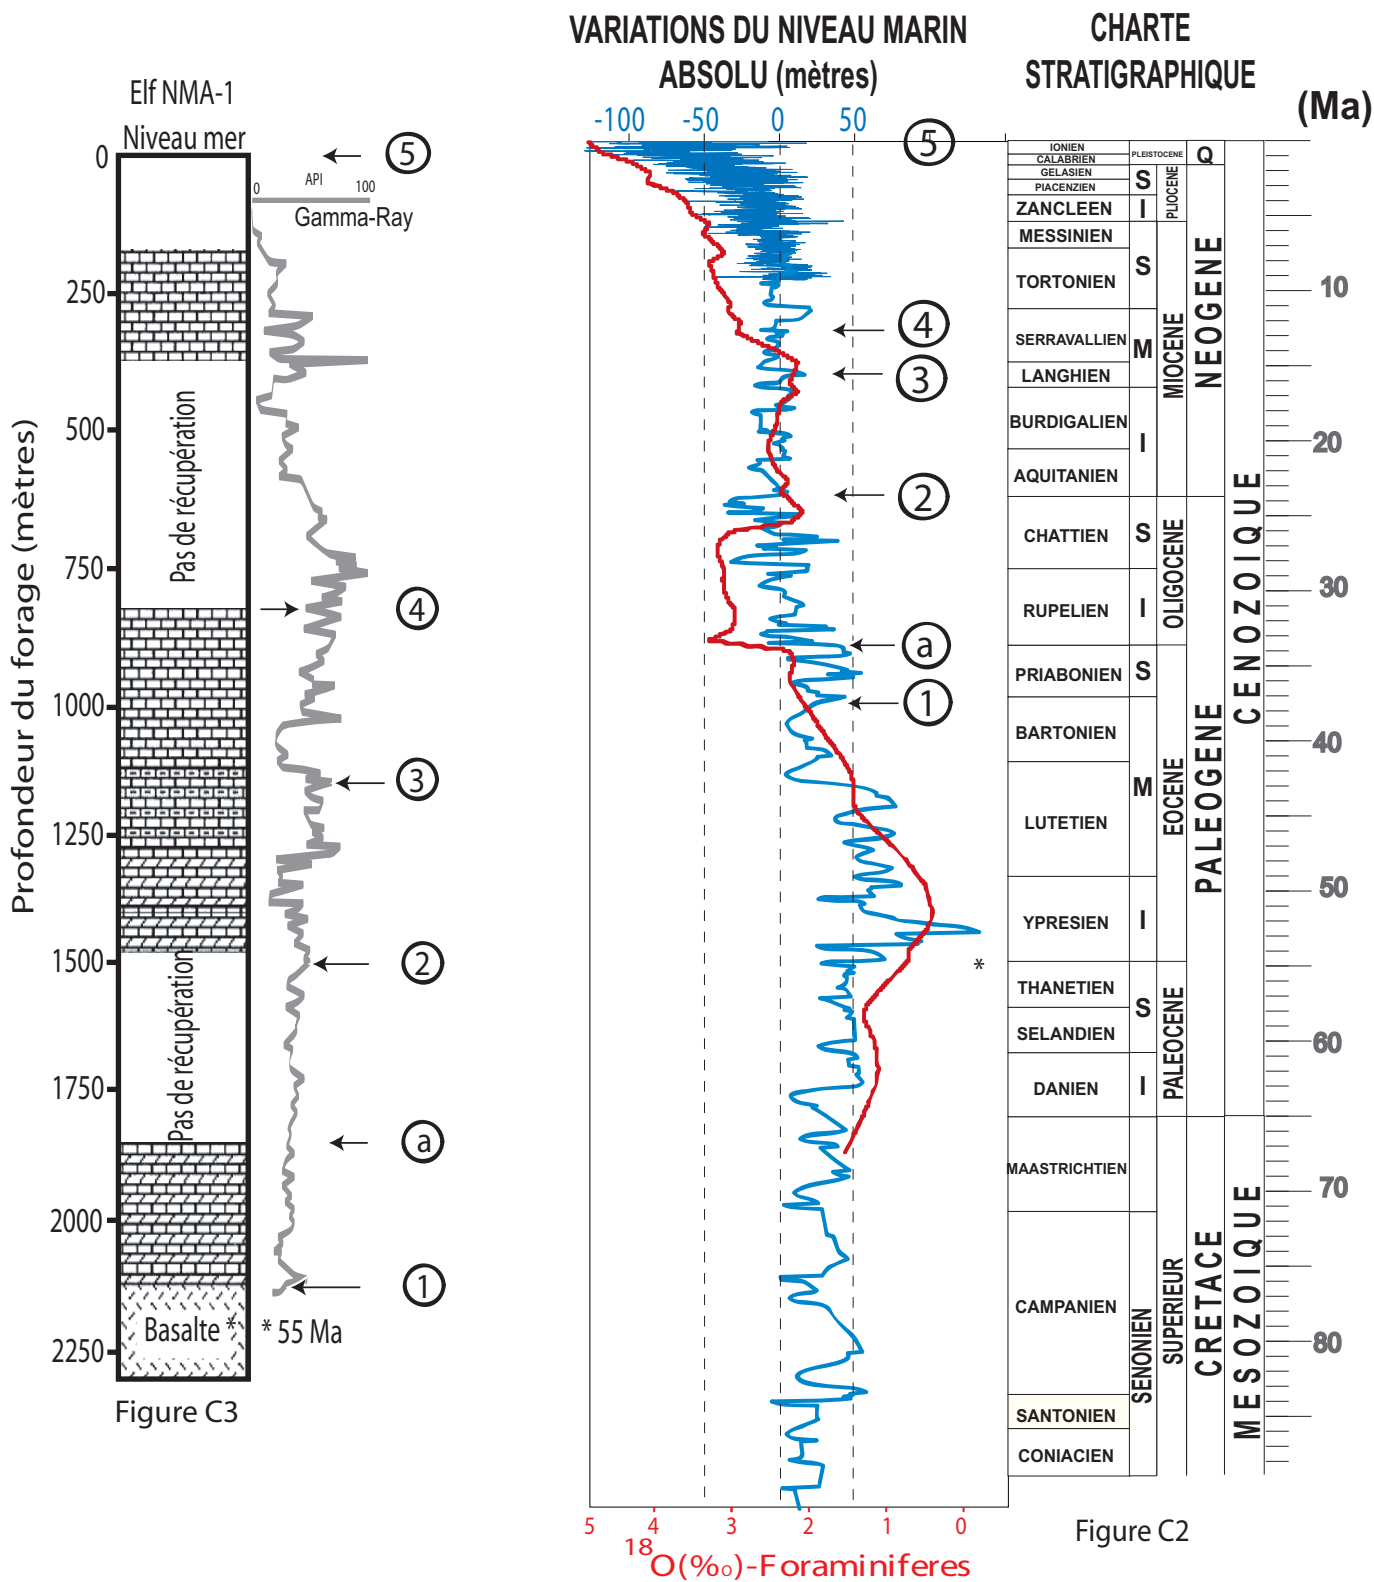 VARIATIONS DU NIVEAU MARIN
ABSOLU (mètres)
CHARTE
STRATIGRAPHIQUE
(Ma)
Elf NMA-1
Niveau mer
-100 -50 0 50
0
5
5
API
0 100
Gamma-Ray
250
500
750
1000
1250
1500
1750
2000
2250
Profondeur du forage (mètres)
Pas de récupération
Pas de récupération
4
3
2
a
1
Basalte *
* 55 Ma
Figure C3
4
3
2
a
1
*
IONIEN
CALABRIEN
GELASIEN
PIACENZIEN
ZANCLEEN
MESSINIEN
TORTONIEN
SERRAVALLIEN
LANGHIEN
BURDIGALIEN
AQUITANIEN
CHATTIEN
RUPELIEN
PRIABONIEN
BARTONIEN
LUTETIEN
YPRESIEN
THANETIEN
SELANDIEN
DANIEN
MAASTRICHTIEN
CAMPANIEN
SANTONIEN
CONIACIEN
S
I
S
M
I
S
I
S
M
I
S
I
SENONIEN
PLEISTOCENE
PLIOCENE
MIOCENE
OLIGOCENE
EOCENE
PALEOCENE
SUPERIEUR
Q
NEOGENE
PALEOGENE
CRETACE
CENOZOIQUE
MESOZOIQUE
10
20
30
40
50
60
70
80
5 4 3 2 1 0
18O(‰)-Foraminiferes
Figure C2